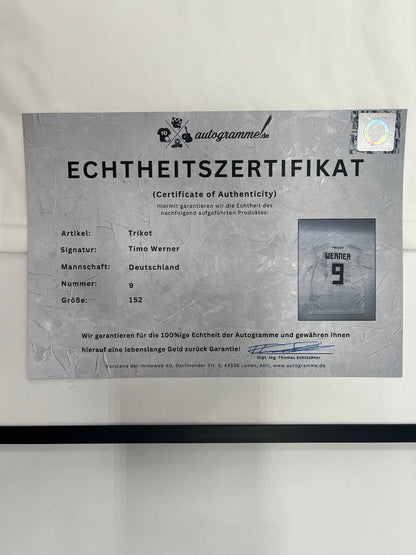 10 autogramme.de
ECHTHEITSZERTIFIKAT
(Certificate of Authenticity)
Hiermit garantieren wir die Echtheit des
nachfolgend aufgeführten Produktes:
Artikel: Trikot
Signatur: Timo Werner
Mannschaft: Deutschland
Nummer: 9
Größe: 152
WERNER
9
Wir garantieren für die 100%ige Echtheit der Autogramme und gewähren Ihnen
hierauf eine lebenslange Geld zurück Garantie!
Dipl. Ing. Thomas Schlüchter
Vorstand der immoweb AG, Dortmunder Str. 5, 44536 Lünen, Abtl. www.autogramme.de